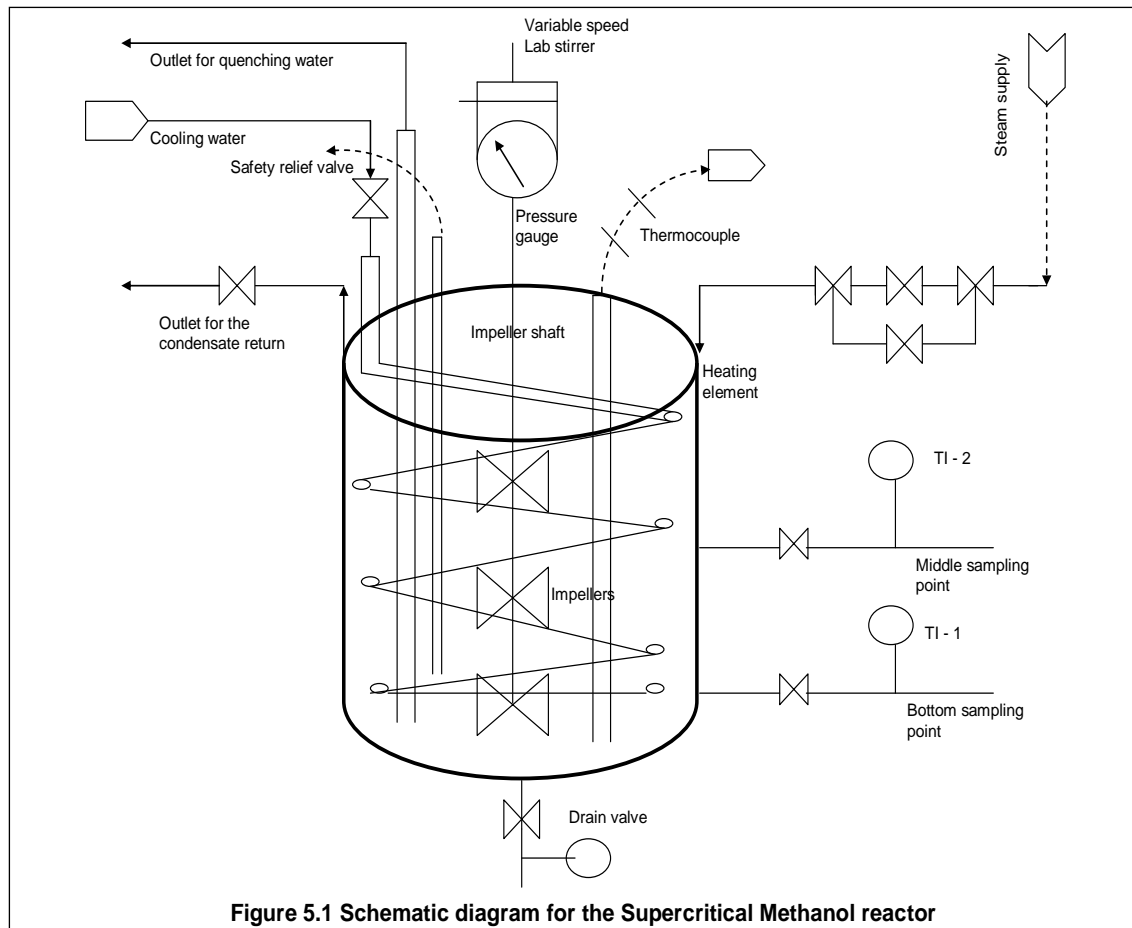 Variable speed
Lab stirrer
Outlet for quenching water
Steam supply
Cooling water
Safety relief valve
Pressure
gauge
Thermocouple
Outlet for the
condensate return
Impeller shaft
Heating
element
TI - 2
Middle sampling
point
Impellers
TI - 1
Bottom sampling
point
Drain valve
Figure 5.1 Schematic diagram for the Supercritical Methanol reactor